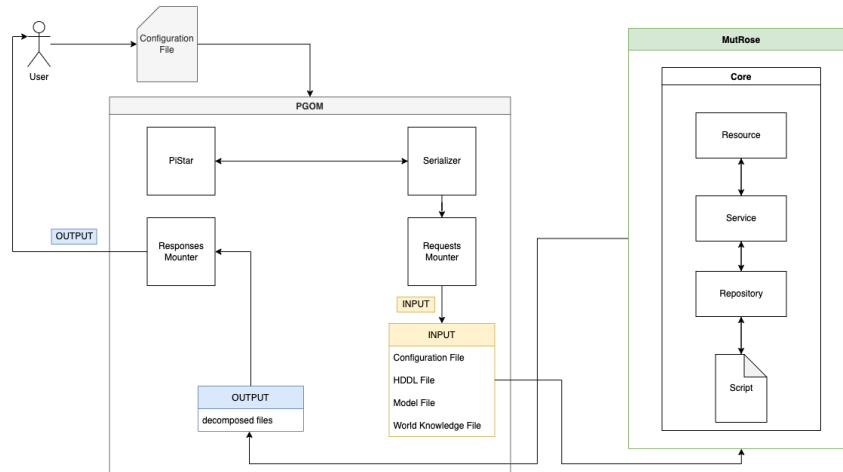 User
Configuration
File
PGOM
PiStar
Serializer
Responses
Mounter
Requests
Mounter
OUTPUT
INPUT
INPUT
Configuration File
HDDL File
Model File
World Knowledge File
OUTPUT
decomposed files
MutRose
Core
Resource
Service
Repository
Script